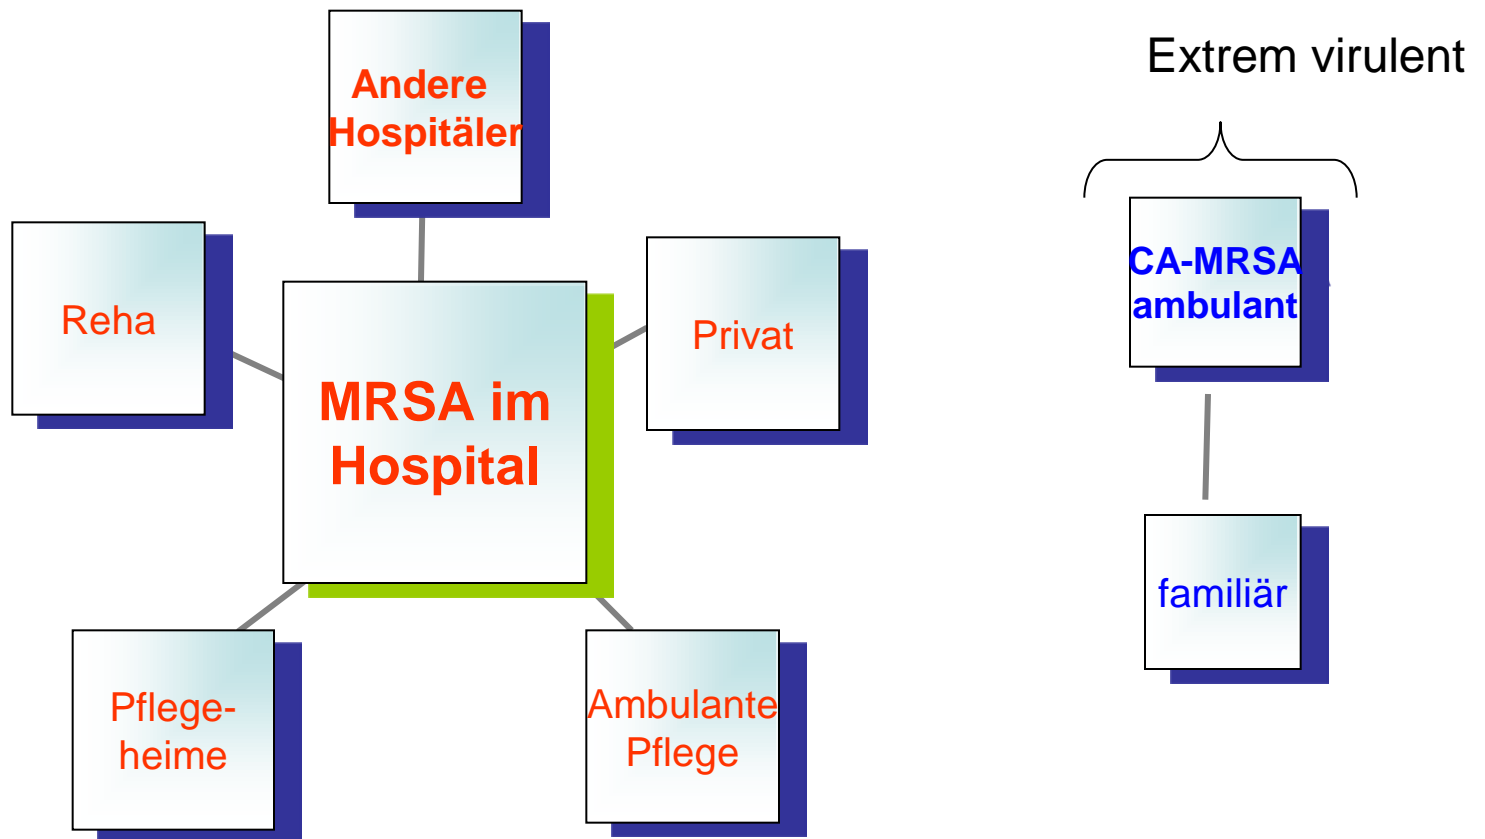 Andere
Hospitäler
Reha
Privat
MRSA im
Hospital
Pflege-
heime
Ambulante
Pflege
Extrem virulent
CA-MRSA
ambulant
familiär